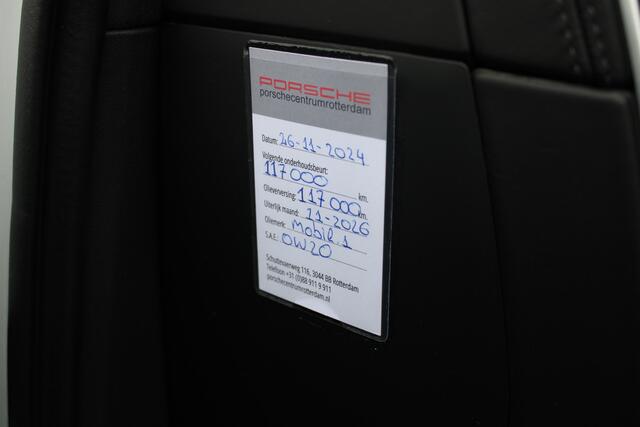 PORSCHE
porschecentrumrotterdam
Datum: 26-11-2024
Volgende onderhoudsbeurt:
117000 km.
Olieverversing: 117000 km.
Uiterlijk maand: 11-2026
Oliemerk: Mobil.1
S.A.E.: 0W20
Schuttevaerweg 116, 3044 BB Rotterdam
Telefoon +31 (0)88 911 9 911
porschecentrumrotterdam.nl